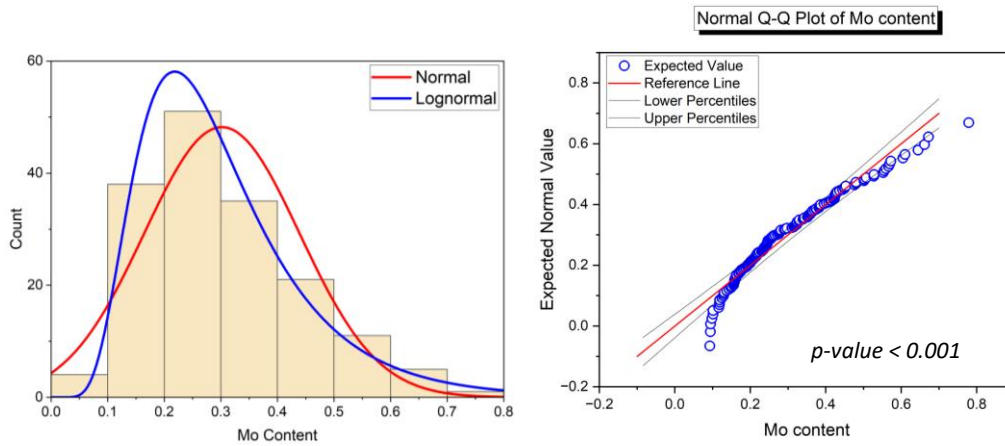 Normal Q-Q Plot of Mo content
60
40
20
0
Count
Normal
Lognormal
0.0 0.1 0.2 0.3 0.4 0.5 0.6 0.7 0.8
Mo Content
0.8
0.6
0.4
0.2
0.0
−0.2
Expected Normal Value
Expected Value
Reference Line
Lower Percentiles
Upper Percentiles
p-value < 0.001
−0.2 0.0 0.2 0.4 0.6 0.8
Mo content